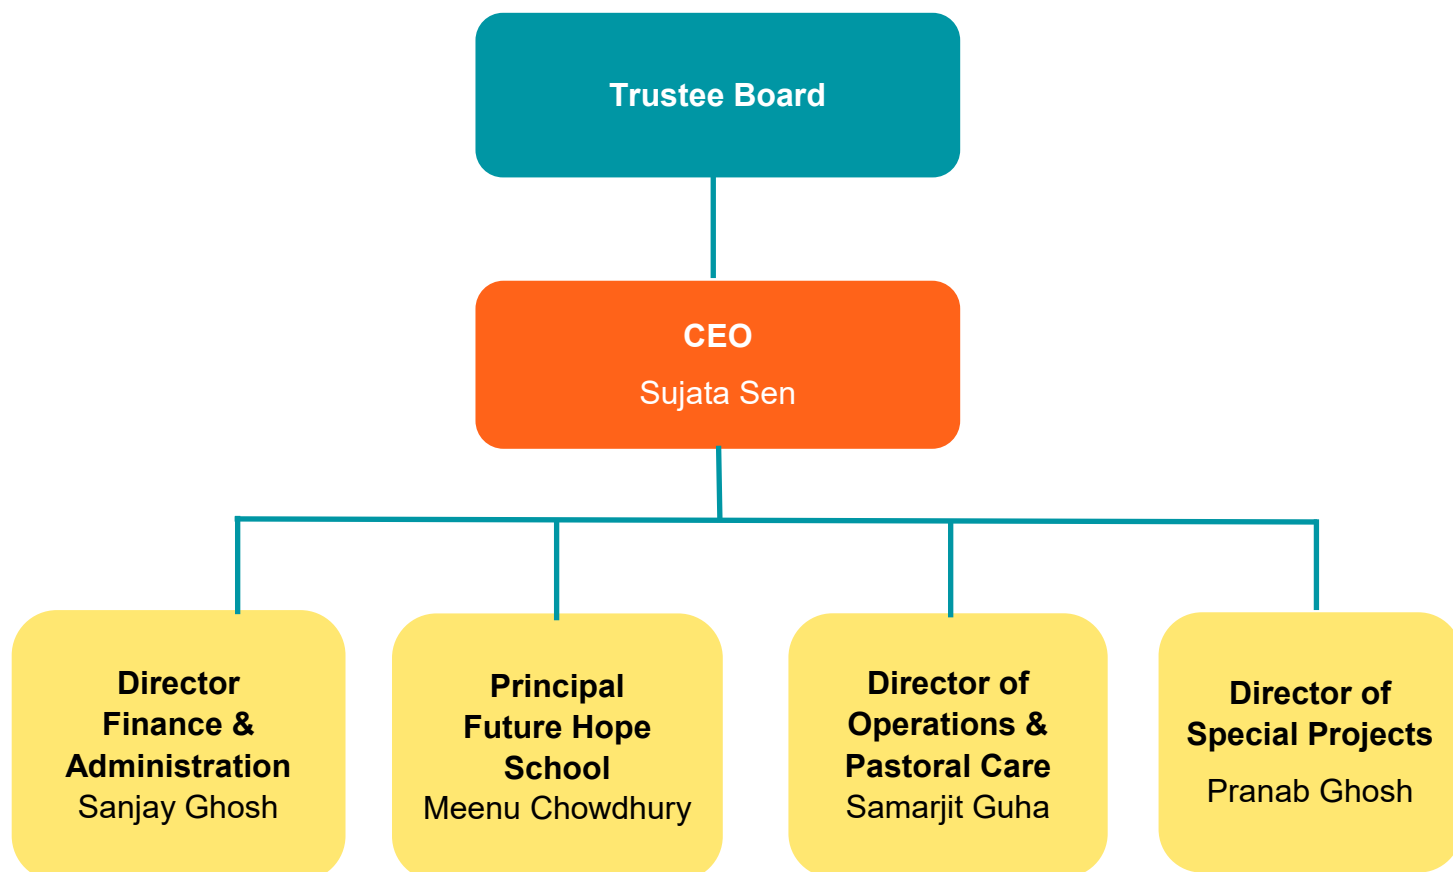 Trustee Board
CEO
Sujata Sen
Director
Finance &
Administration
Sanjay Ghosh
Principal
Future Hope
School
Meenu Chowdhury
Director of
Operations &
Pastoral Care
Samarjit Guha
Director of
Special Projects
Pranab Ghosh